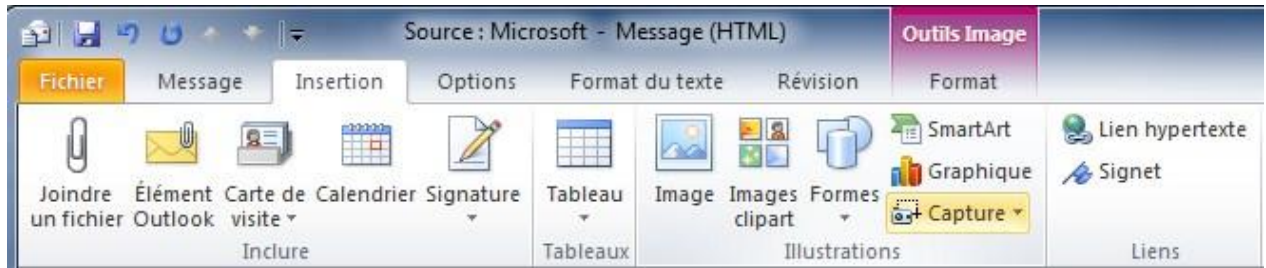 Source : Microsoft - Message (HTML)
Outils Image
Fichier Message Insertion Options Format du texte Révision Format
Joindre un fichier
Élément Outlook
Carte de visite
Calendrier
Signature
Inclure
Tableau
Tableaux
Image
Images clipart
Formes
SmartArt
Graphique
Capture
Illustrations
Lien hypertexte
Signet
Liens